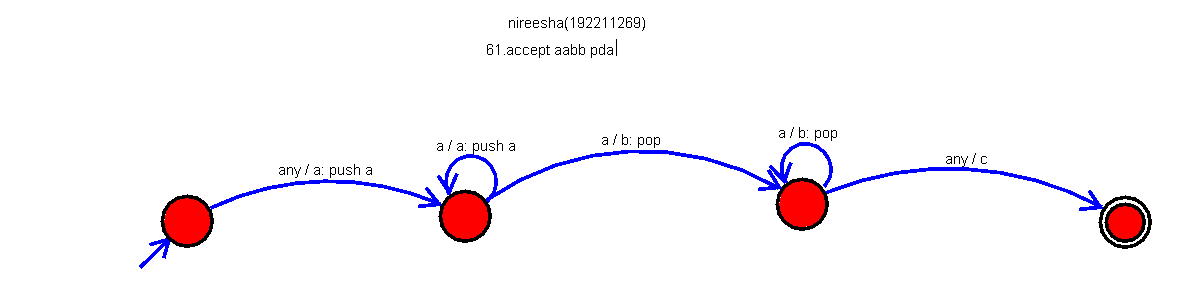 nireesha(192211269)
61.accept aabb pda
a / b: pop
a / b: pop
a / a: push a
any / c
any / a: push a